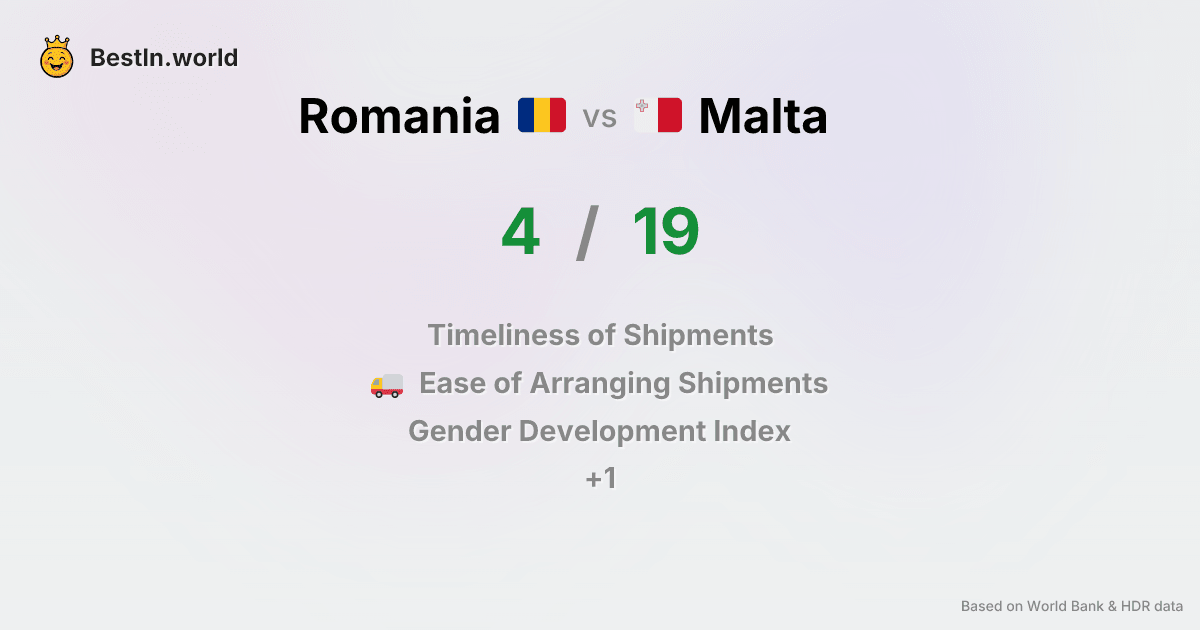 BestIn.world
Romania vs Malta
4 / 19
Timeliness of Shipments
Ease of Arranging Shipments
Gender Development Index
+1
Based on World Bank & HDR data